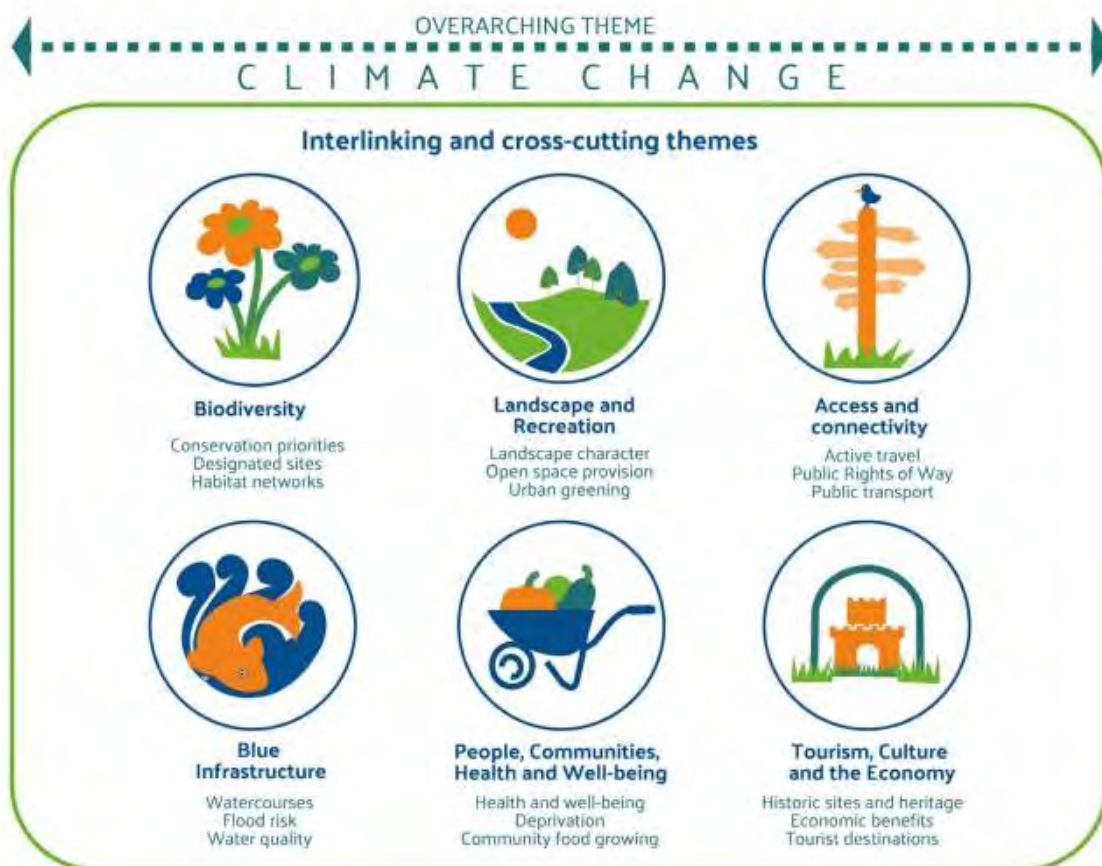 OVERARCHING THEME
CLIMATE CHANGE
Interlinking and cross-cutting themes
Biodiversity
Conservation priorities
Designated sites
Habitat networks
Landscape and
Recreation
Landscape character
Open space provision
Urban greening
Access and
connectivity
Active travel
Public Rights of Way
Public transport
Blue
Infrastructure
Watercourses
Flood risk
Water quality
People, Communities,
Health and Well-being
Health and well-being
Deprivation
Community food growing
Tourism, Culture
and the Economy
Historic sites and heritage
Economic benefits
Tourist destinations